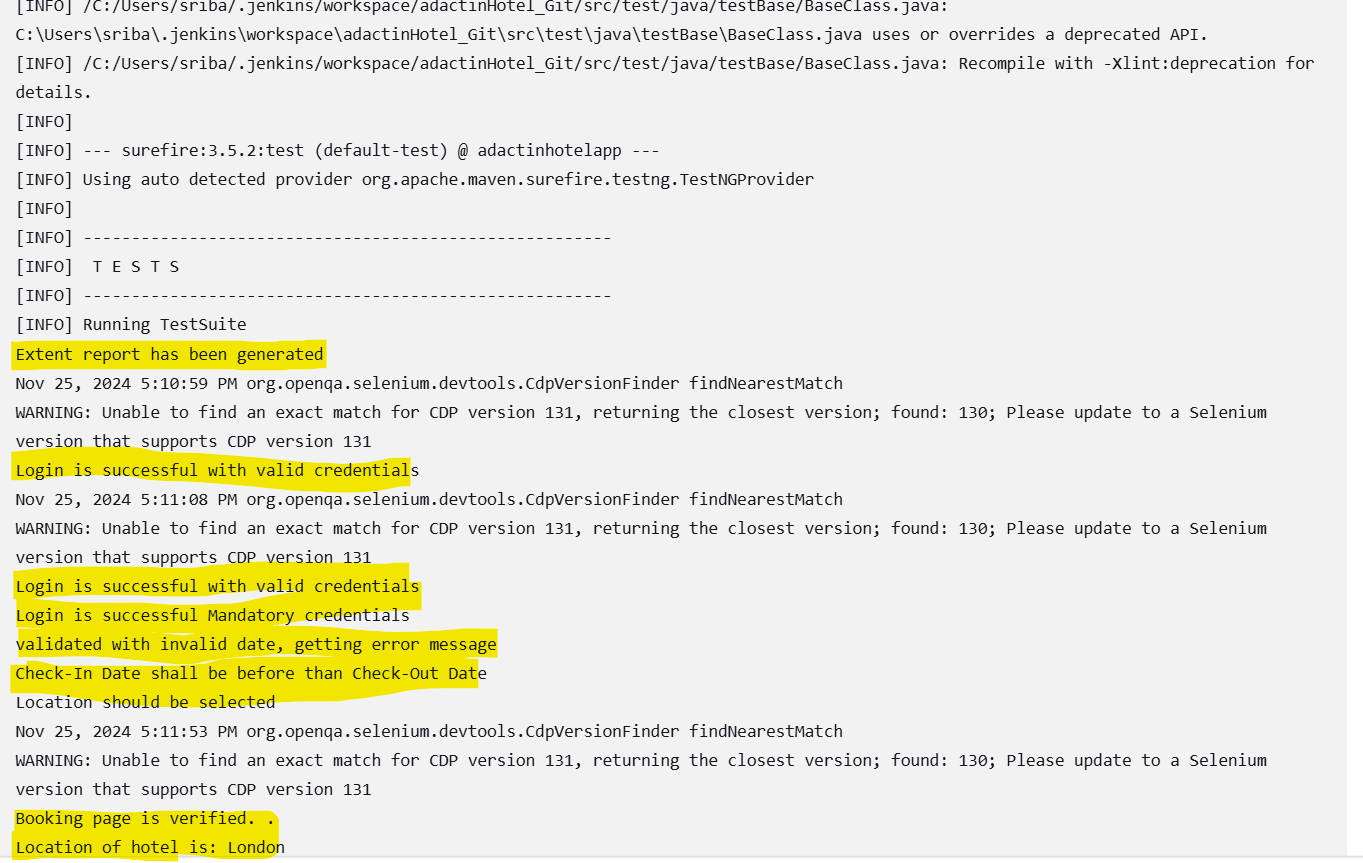 [INFO] /C:/Users/sriba/.jenkins/workspace/adactinHotel_Git/src/test/java/testBase/BaseClass.java:
C:\Users\sriba\.jenkins\workspace\adactinHotel_Git\src\test\java\testBase\BaseClass.java uses or overrides a deprecated API.
[INFO] /C:/Users/sriba/.jenkins/workspace/adactinHotel_Git/src/test/java/testBase/BaseClass.java: Recompile with -Xlint:deprecation for
details.
[INFO]
[INFO] --- surefire:3.5.2:test (default-test) @ adactinhotelapp ---
[INFO] Using auto detected provider org.apache.maven.surefire.testng.TestNGProvider
[INFO]
[INFO] -------------------------------------------------------
[INFO]  T E S T S
[INFO] -------------------------------------------------------
[INFO] Running TestSuite
Extent report has been generated
Nov 25, 2024 5:10:59 PM org.openqa.selenium.devtools.CdpVersionFinder findNearestMatch
WARNING: Unable to find an exact match for CDP version 131, returning the closest version; found: 130; Please update to a Selenium
version that supports CDP version 131
Login is successful with valid credentials
Nov 25, 2024 5:11:08 PM org.openqa.selenium.devtools.CdpVersionFinder findNearestMatch
WARNING: Unable to find an exact match for CDP version 131, returning the closest version; found: 130; Please update to a Selenium
version that supports CDP version 131
Login is successful with valid credentials
Login is successful Mandatory credentials
validated with invalid date, getting error message
Check-In Date shall be before than Check-Out Date
Location should be selected
Nov 25, 2024 5:11:53 PM org.openqa.selenium.devtools.CdpVersionFinder findNearestMatch
WARNING: Unable to find an exact match for CDP version 131, returning the closest version; found: 130; Please update to a Selenium
version that supports CDP version 131
Booking page is verified. .
Location of hotel is: London